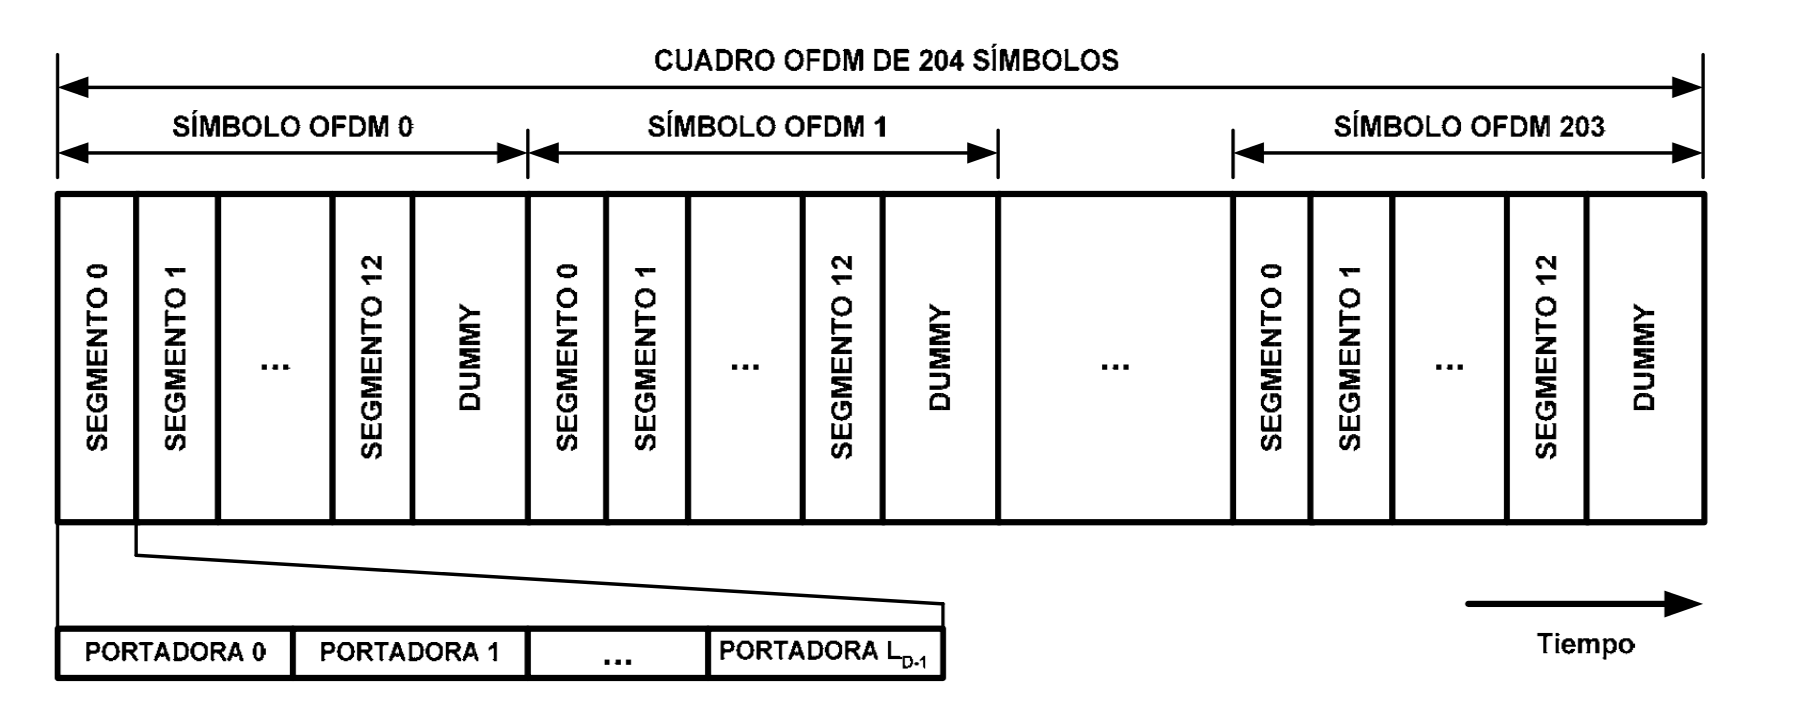 CUADRO OFDM DE 204 SÍMBOLOS
SÍMBOLO OFDM 0
SÍMBOLO OFDM 1
SÍMBOLO OFDM 203
SEGMENTO 0
SEGMENTO 1
...
SEGMENTO 12
DUMMY
SEGMENTO 0
SEGMENTO 1
...
SEGMENTO 12
DUMMY
...
SEGMENTO 0
SEGMENTO 1
...
SEGMENTO 12
DUMMY
PORTADORA 0
PORTADORA 1
...
PORTADORA L_D-1
Tiempo